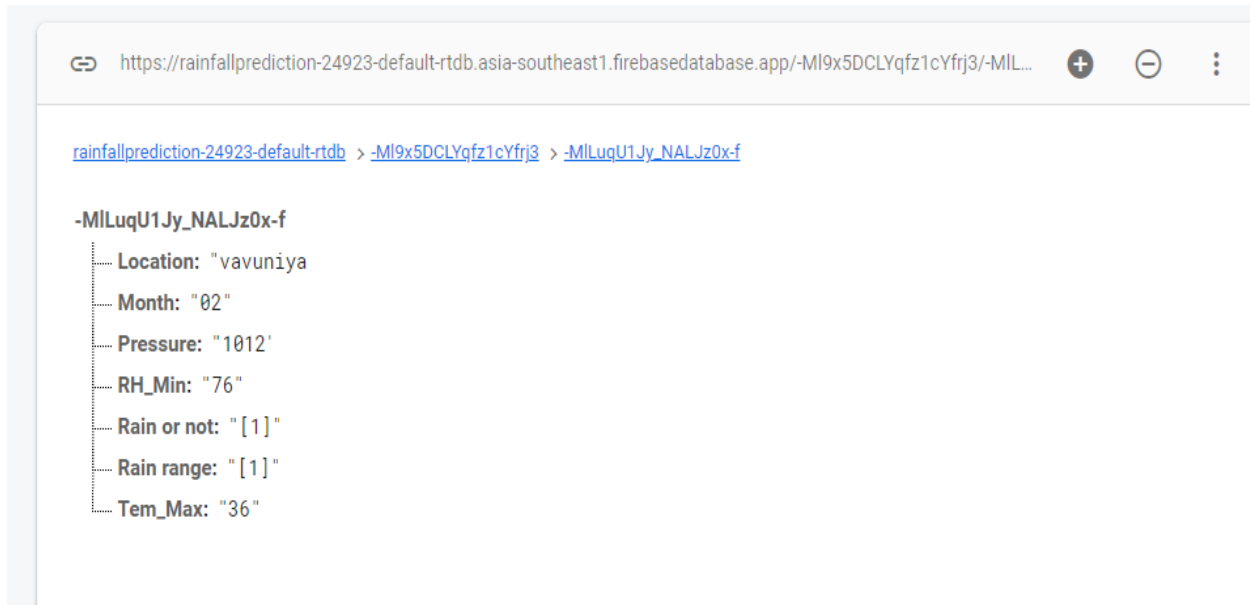 https://rainfallprediction-24923-default-rtdb.asia-southeast1.firebasedatabase.app/-Ml9x5DCLYqfz1cYfrj3/-MlL...
rainfallprediction-24923-default-rtdb > -Ml9x5DCLYqfz1cYfrj3 > -MlLuqU1Jy_NALJz0x-f
-MlLuqU1Jy_NALJz0x-f
Location: "vavuniya
Month: "02"
Pressure: "1012'
RH_Min: "76"
Rain or not: "[1]"
Rain range: "[1]"
Tem_Max: "36"